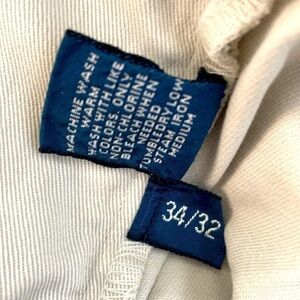 MACHINE WASH
WARM
WASH WITH LIKE
COLORS, ONLY
NON-CHLORINE
BLEACH WHEN
NEEDED
TUMBLE DRY LOW
STEAM IRON
MEDIUM
34/32